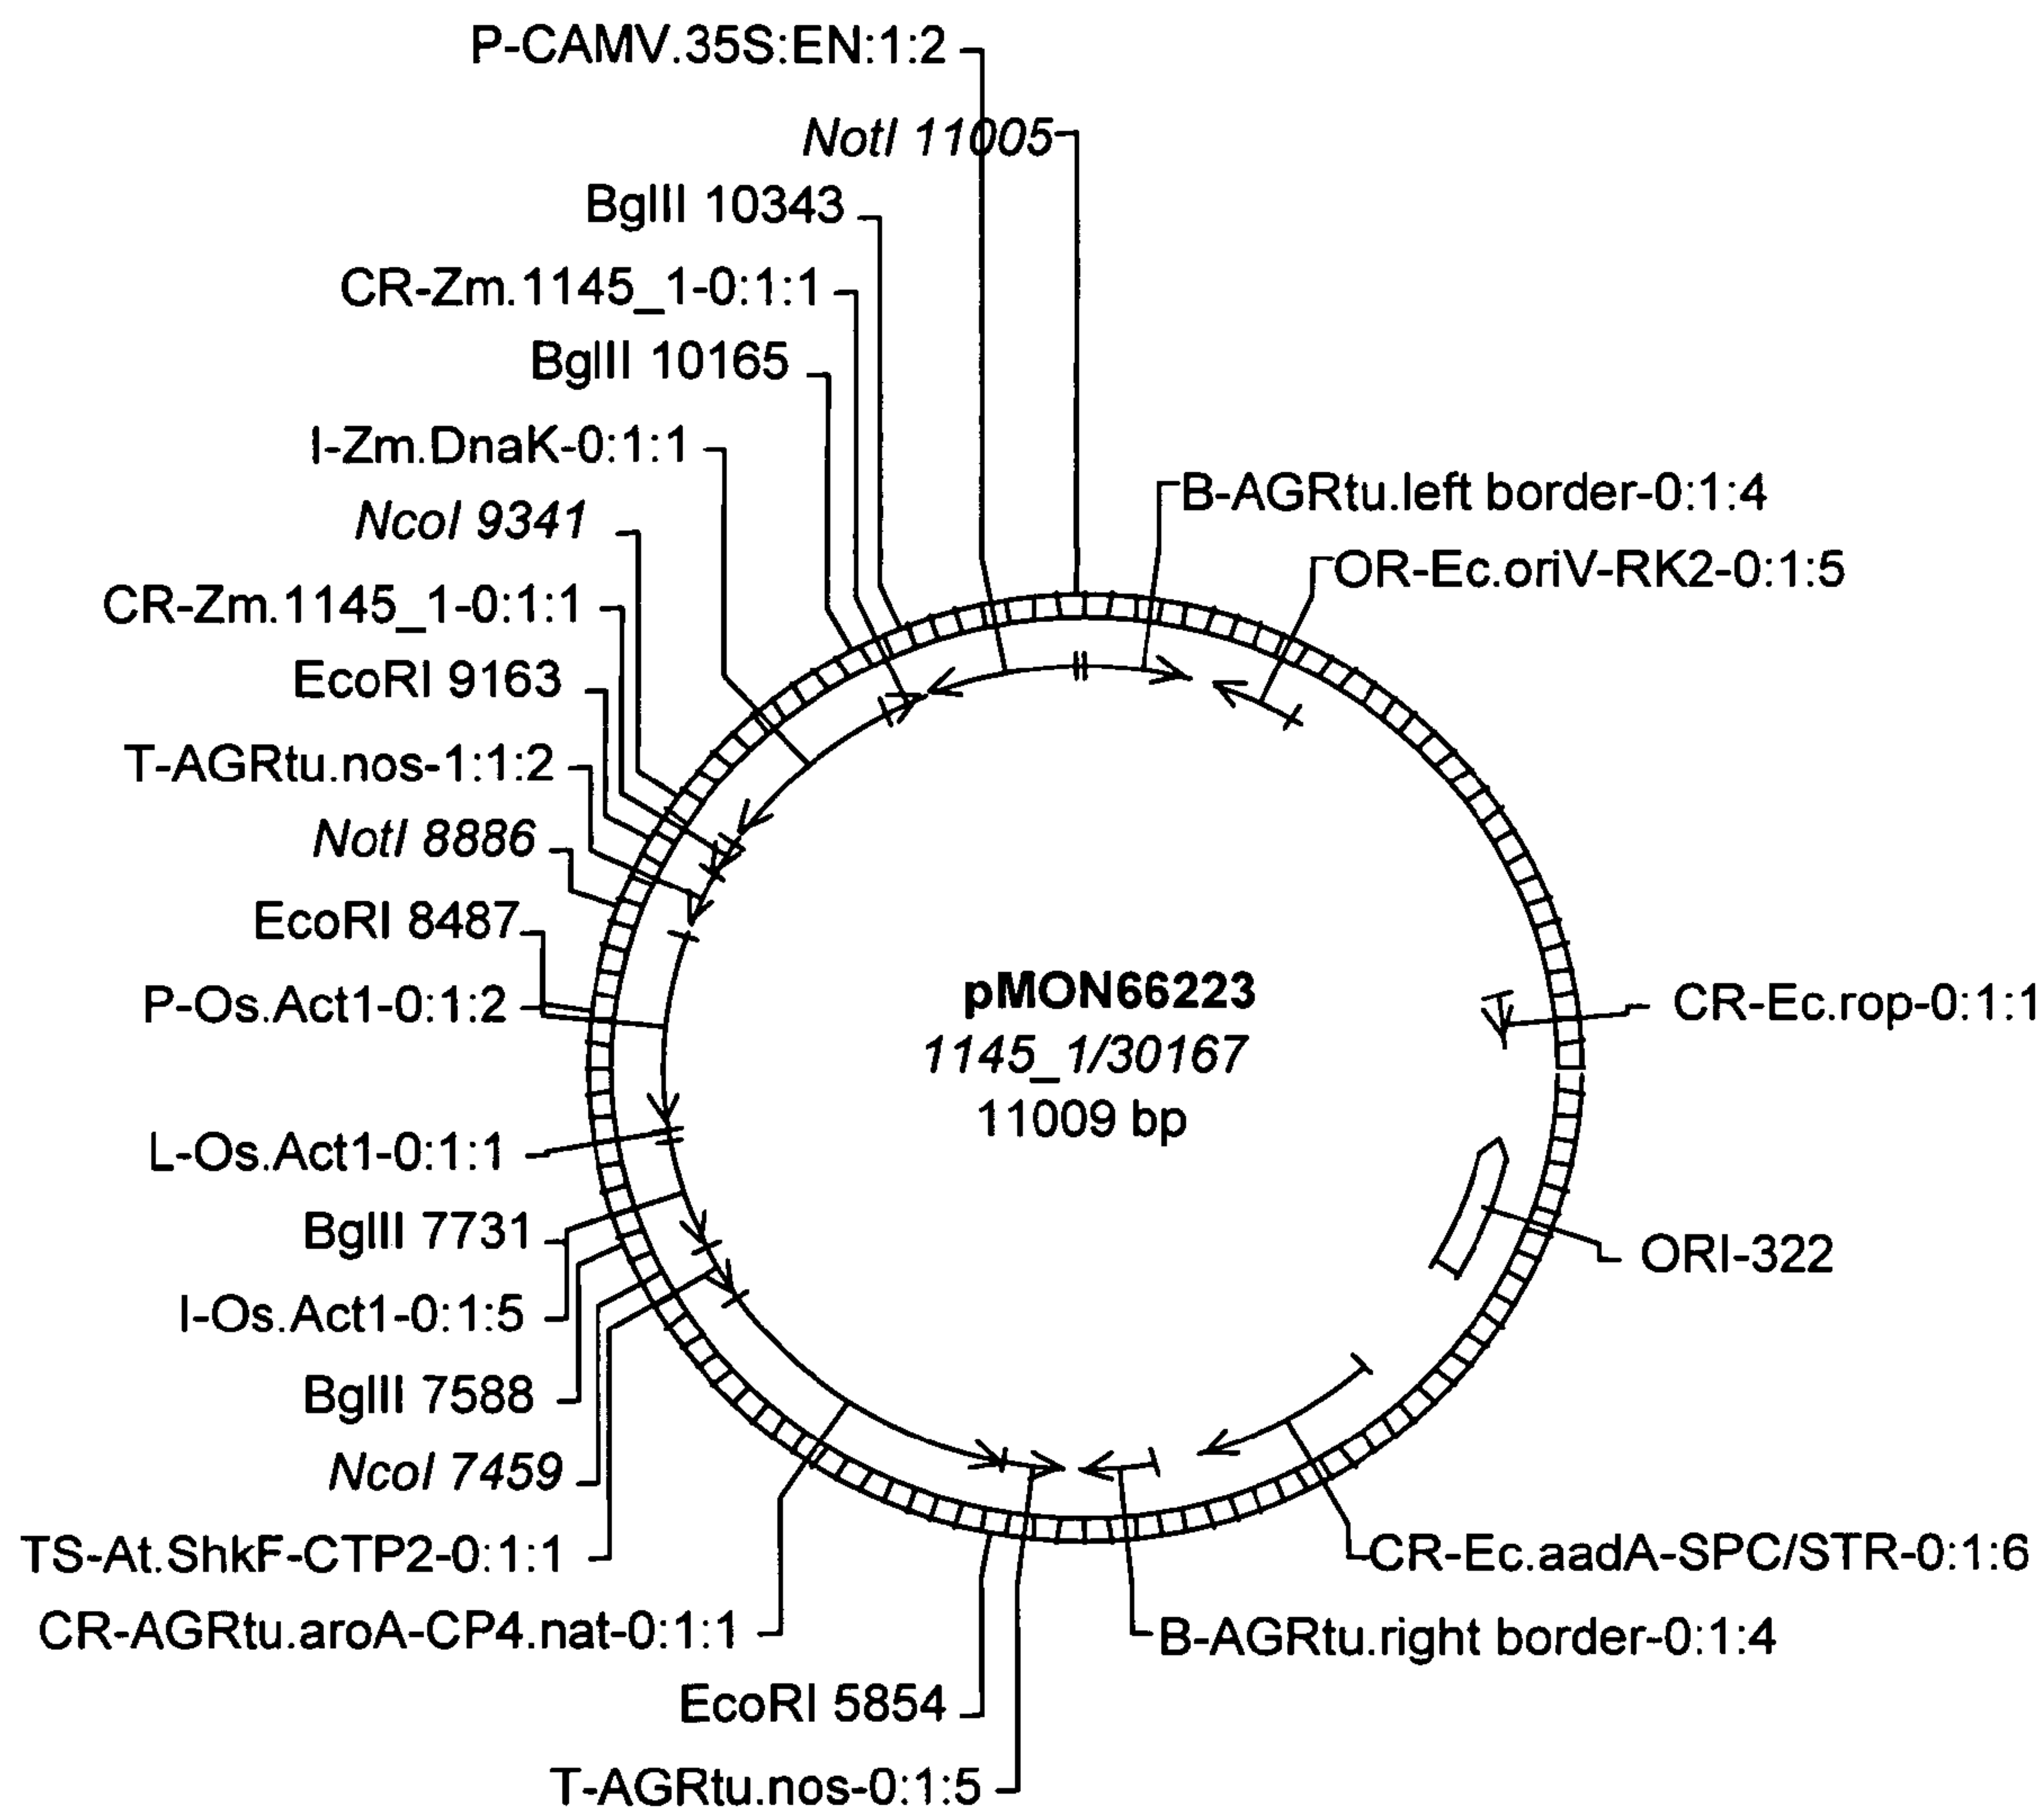 P-CAMV.35S:EN:1:2
NotI 11005
BglII 10343
CR-Zm.1145_1-0:1:1
BglII 10165
I-Zm.DnaK-0:1:1
NcoI 9341
CR-Zm.1145_1-0:1:1
EcoRI 9163
T-AGRtu.nos-1:1:2
NotI 8886
EcoRI 8487
P-Os.Act1-0:1:2
L-Os.Act1-0:1:1
BglII 7731
I-Os.Act1-0:1:5
BglII 7588
NcoI 7459
TS-At.ShkF-CTP2-0:1:1
CR-AGRtu.aroA-CP4.nat-0:1:1
EcoRI 5854
T-AGRtu.nos-0:1:5
B-AGRtu.left border-0:1:4
OR-Ec.oriV-RK2-0:1:5
CR-Ec.rop-0:1:1
ORI-322
CR-Ec.aadA-SPC/STR-0:1:6
B-AGRtu.right border-0:1:4
pMON66223
1145_1/30167
11009 bp